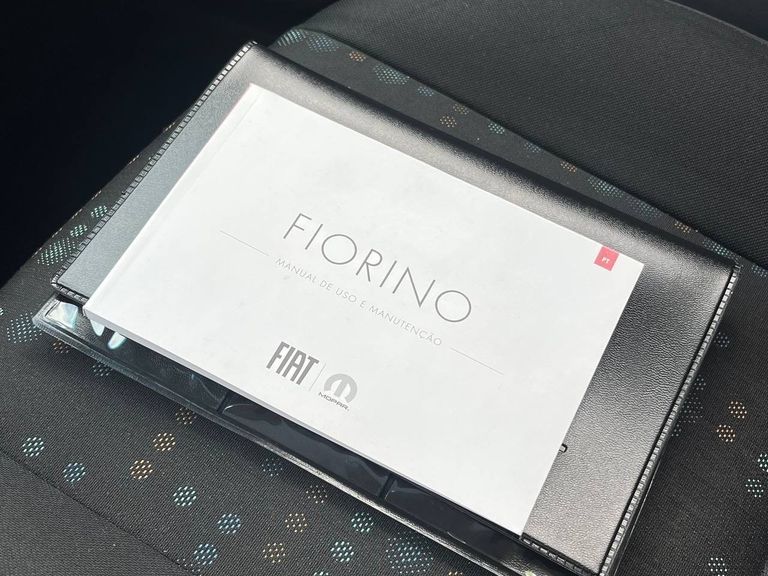 PT
FIORINO
MANUAL DE USO E MANUTENÇÃO
FIAT
MOPAR.